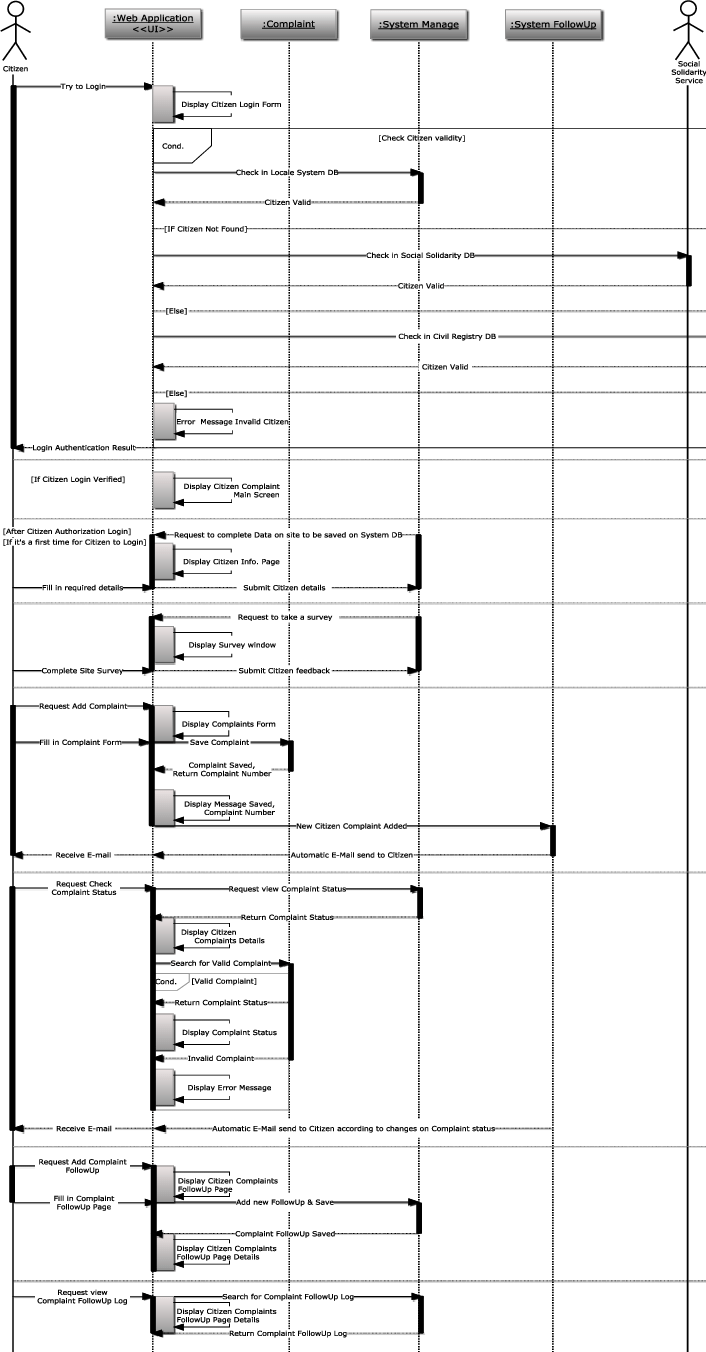 :Web Application
<<UI>>
:Complaint
:System Manage
:System FollowUp
Citizen
Social
Solidarity
Service
Try to Login
Display Citizen Login Form
Cond.
[Check Citizen validity]
Check in Locale System DB
Citizen Valid
[IF Citizen Not Found]
Check in Social Solidarity DB
Citizen Valid
[Else]
Check in Civil Registry DB
Citizen Valid
[Else]
Error Message Invalid Citizen
Login Authentication Result
[If Citizen Login Verified]
Display Citizen Complaint
Main Screen
[After Citizen Authorization Login]
[If it's a first time for Citizen to Login]
Request to complete Data on site to be saved on System DB
Display Citizen Info. Page
Fill in required details
Submit Citizen details
Request to take a survey
Display Survey window
Complete Site Survey
Submit Citizen feedback
Request Add Complaint
Display Complaints Form
Fill in Complaint Form
Save Complaint
Complaint Saved,
Return Complaint Number
Display Message Saved,
Complaint Number
New Citizen Complaint Added
Receive E-mail
Automatic E-Mail send to Citizen
Request Check
Complaint Status
Request view Complaint Status
Return Complaint Status
Display Citizen
Complaints Details
Search for Valid Complaint
Cond.
[Valid Complaint]
Return Complaint Status
Display Complaint Status
Invalid Complaint
Display Error Message
Receive E-mail
Automatic E-Mail send to Citizen according to changes on Complaint status
Request Add Complaint
FollowUp
Display Citizen Complaints
FollowUp Page
Fill in Complaint
FollowUp Page
Add new FollowUp & Save
Complaint FollowUp Saved
Display Citizen Complaints
FollowUp Page Details
Request view
Complaint FollowUp Log
Search for Complaint FollowUp Log
Display Citizen Complaints
FollowUp Page Details
Return Complaint FollowUp Log